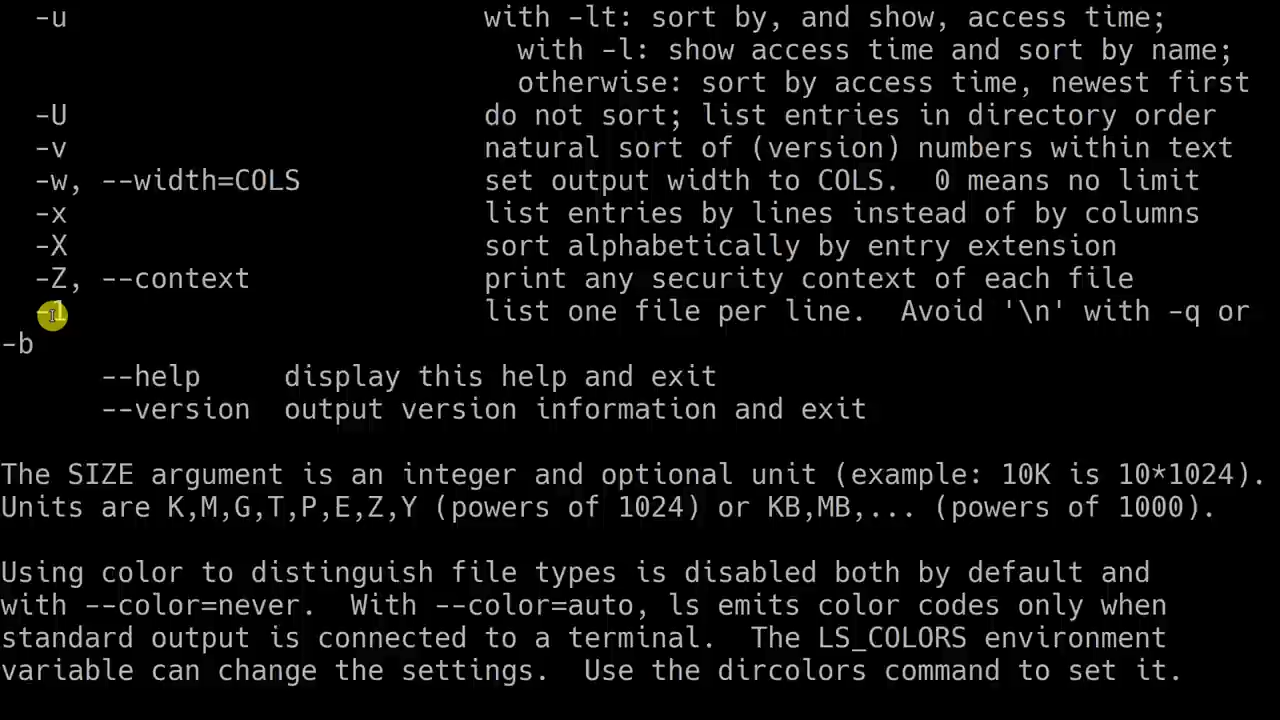 -u                         with -lt: sort by, and show, access time;
                             with -l: show access time and sort by name;
                             otherwise: sort by access time, newest first
-U                         do not sort; list entries in directory order
-v                         natural sort of (version) numbers within text
-w, --width=COLS           set output width to COLS.  0 means no limit
-x                         list entries by lines instead of by columns
-X                         sort alphabetically by entry extension
-Z, --context              print any security context of each file
-1                         list one file per line.  Avoid '\n' with -q or
-b
      --help     display this help and exit
      --version  output version information and exit

The SIZE argument is an integer and optional unit (example: 10K is 10*1024).
Units are K,M,G,T,P,E,Z,Y (powers of 1024) or KB,MB,... (powers of 1000).

Using color to distinguish file types is disabled both by default and
with --color=never.  With --color=auto, ls emits color codes only when
standard output is connected to a terminal.  The LS_COLORS environment
variable can change the settings.  Use the dircolors command to set it.